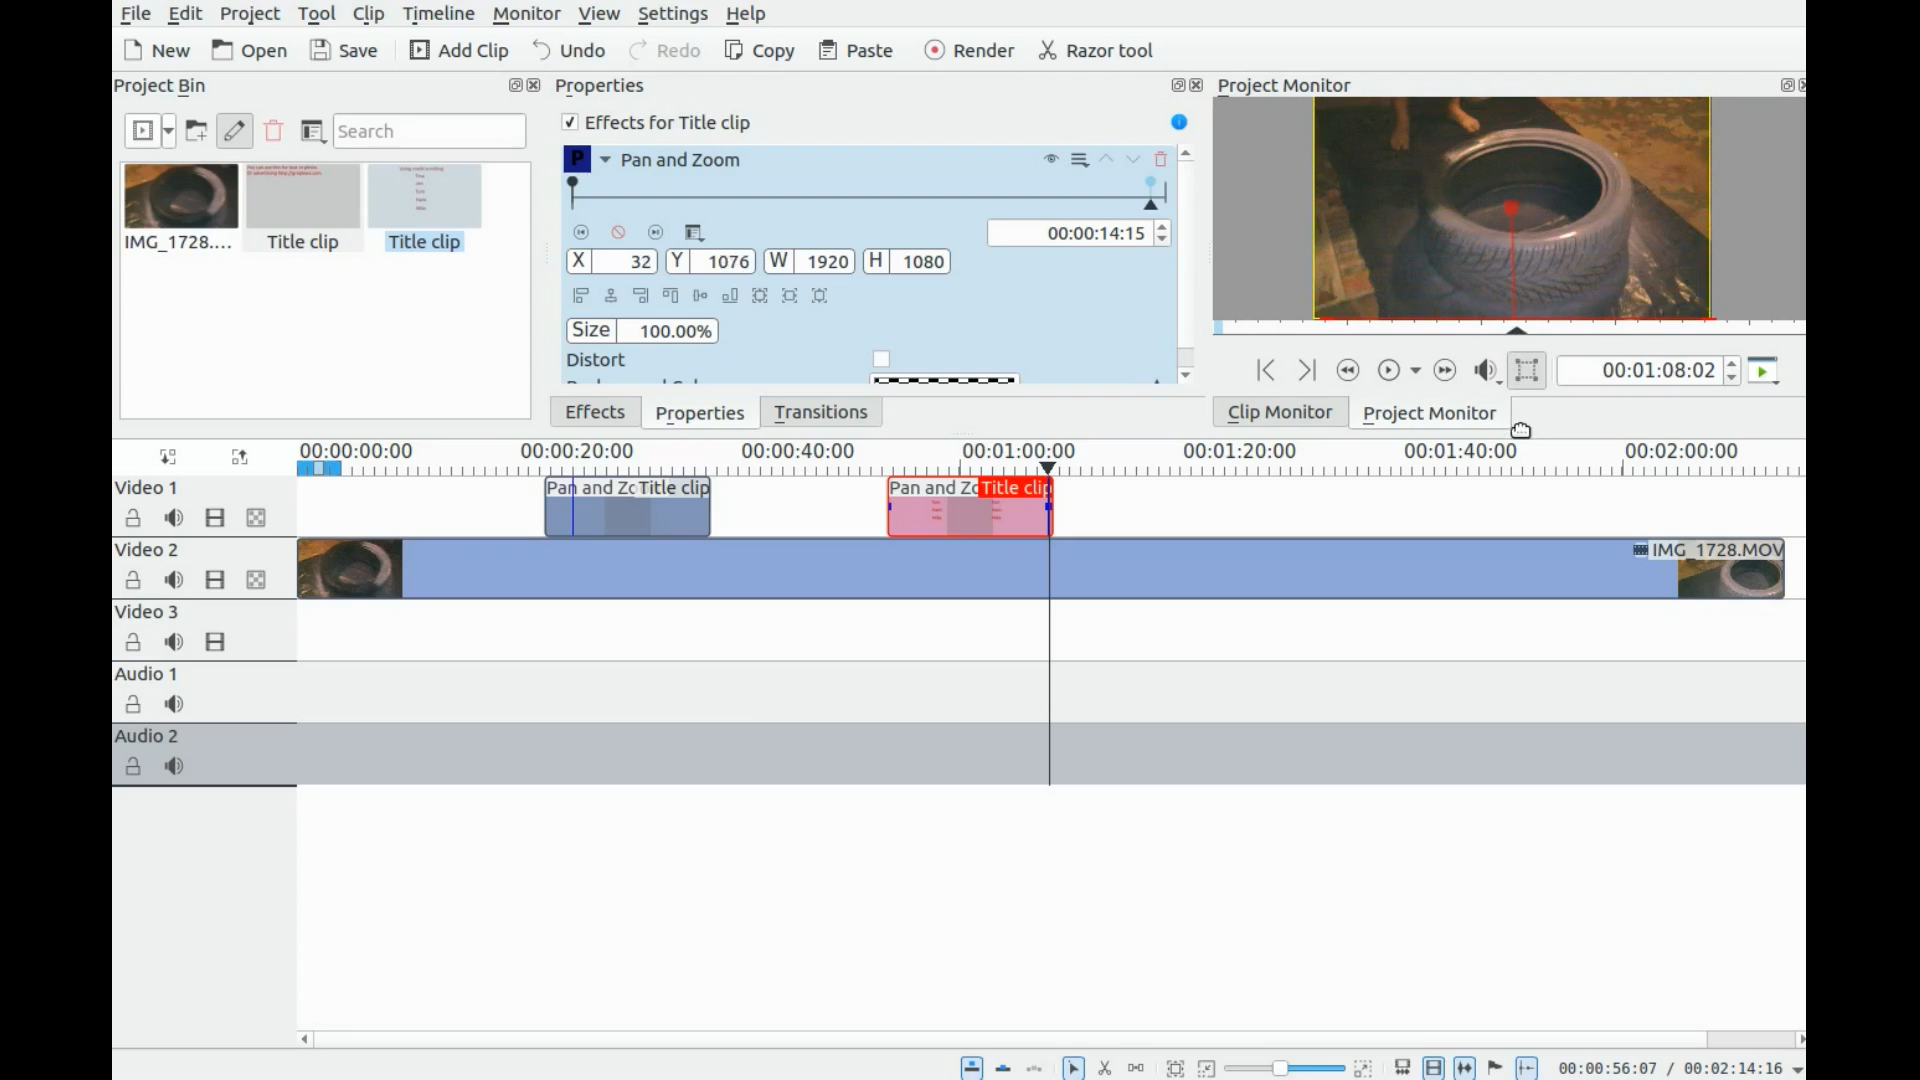 File Edit Project Tool Clip Timeline Monitor View Settings Help
New Open Save Add Clip Undo Redo Copy Paste Render Razor tool
Project Bin
Search
IMG_1728.... Title clip Title clip
Properties
Effects for Title clip
P Pan and Zoom
00:00:14:15
X 32 Y 1076 W 1920 H 1080
Size 100.00%
Distort
Effects Properties Transitions
Project Monitor
00:01:08:02
Clip Monitor Project Monitor
00:00:00:00 00:00:20:00 00:00:40:00 00:01:00:00 00:01:20:00 00:01:40:00 00:02:00:00
Video 1
Pan and Zo Title clip Pan and Zo Title clip
Video 2
IMG_1728.MOV
Video 3
Audio 1
Audio 2
00:00:56:07 / 00:02:14:16